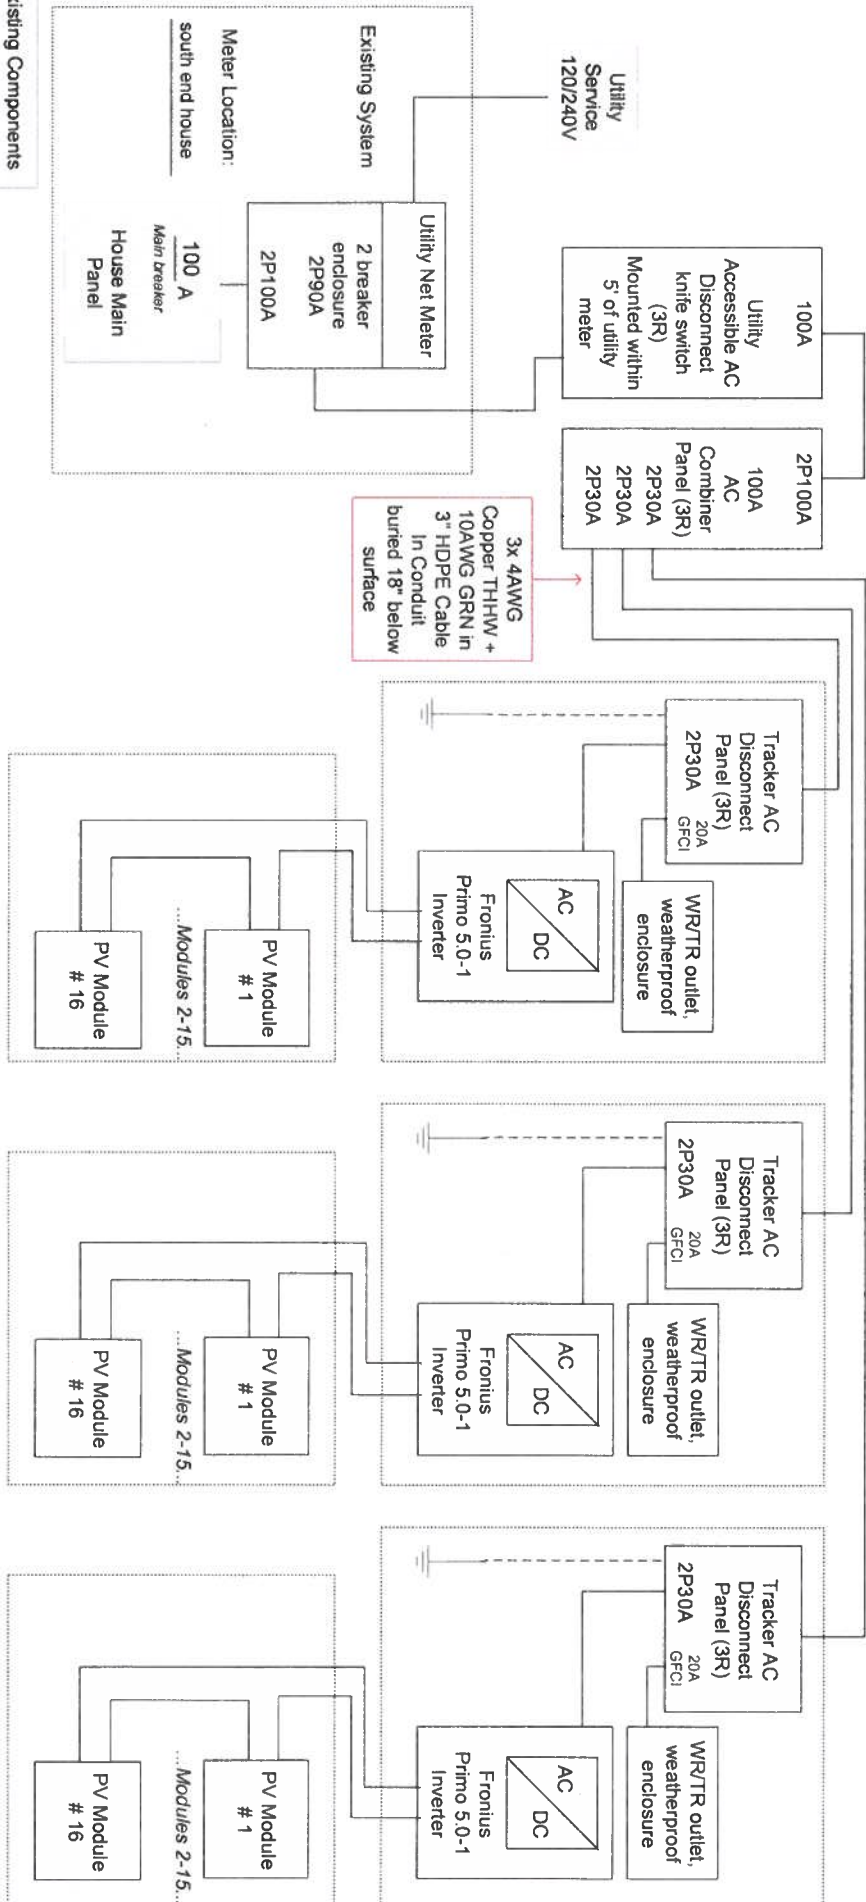 Utility
Service
120/240V
Existing System
Meter Location:
south end house
Utility Net Meter
2 breaker
enclosure
2P90A
2P100A
100 A
Main breaker
House Main
Panel
100A
Utility
Accessible AC
Disconnect
knife switch
(3R)
Mounted within
5' of utility
meter
2P100A
100A
AC
Combiner
Panel (3R)
2P30A
2P30A
2P30A
3x 4AWG
Copper THHW +
10AWG GRN in
3" HDPE Cable
In Conduit
buried 18" below
surface
Tracker AC
Disconnect
Panel (3R)
2P30A
20A
GFCI
WR/TR outlet,
weatherproof
enclosure
AC
DC
Fronius
Primo 5.0-1
Inverter
PV Module
# 1
...Modules 2-15...
PV Module
# 16
Tracker AC
Disconnect
Panel (3R)
2P30A
20A
GFCI
WR/TR outlet,
weatherproof
enclosure
AC
DC
Fronius
Primo 5.0-1
Inverter
PV Module
# 1
...Modules 2-15...
PV Module
# 16
Tracker AC
Disconnect
Panel (3R)
2P30A
20A
GFCI
WR/TR outlet,
weatherproof
enclosure
AC
DC
Fronius
Primo 5.0-1
Inverter
PV Module
# 1
...Modules 2-15...
PV Module
# 16
Components